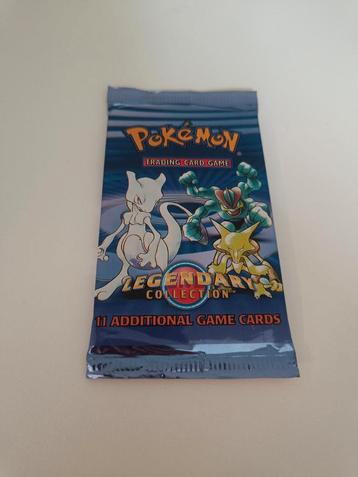 POKéMON
TRADING CARD GAME
LEGENDARY
COLLECTION
11 ADDITIONAL GAME CARDS